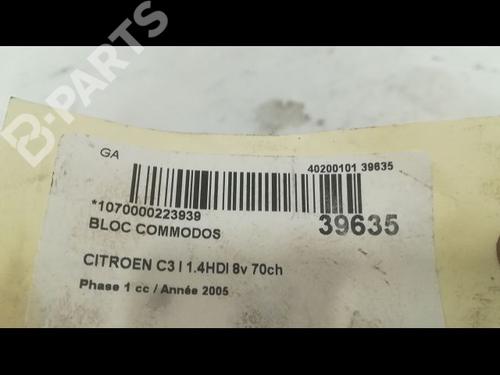 B-PARTS
GA
40200101 39635
*1070000223939
39635
BLOC COMMODOS
CITROEN C3 I 1.4HDI 8v 70ch
Phase 1 cc / Année 2005